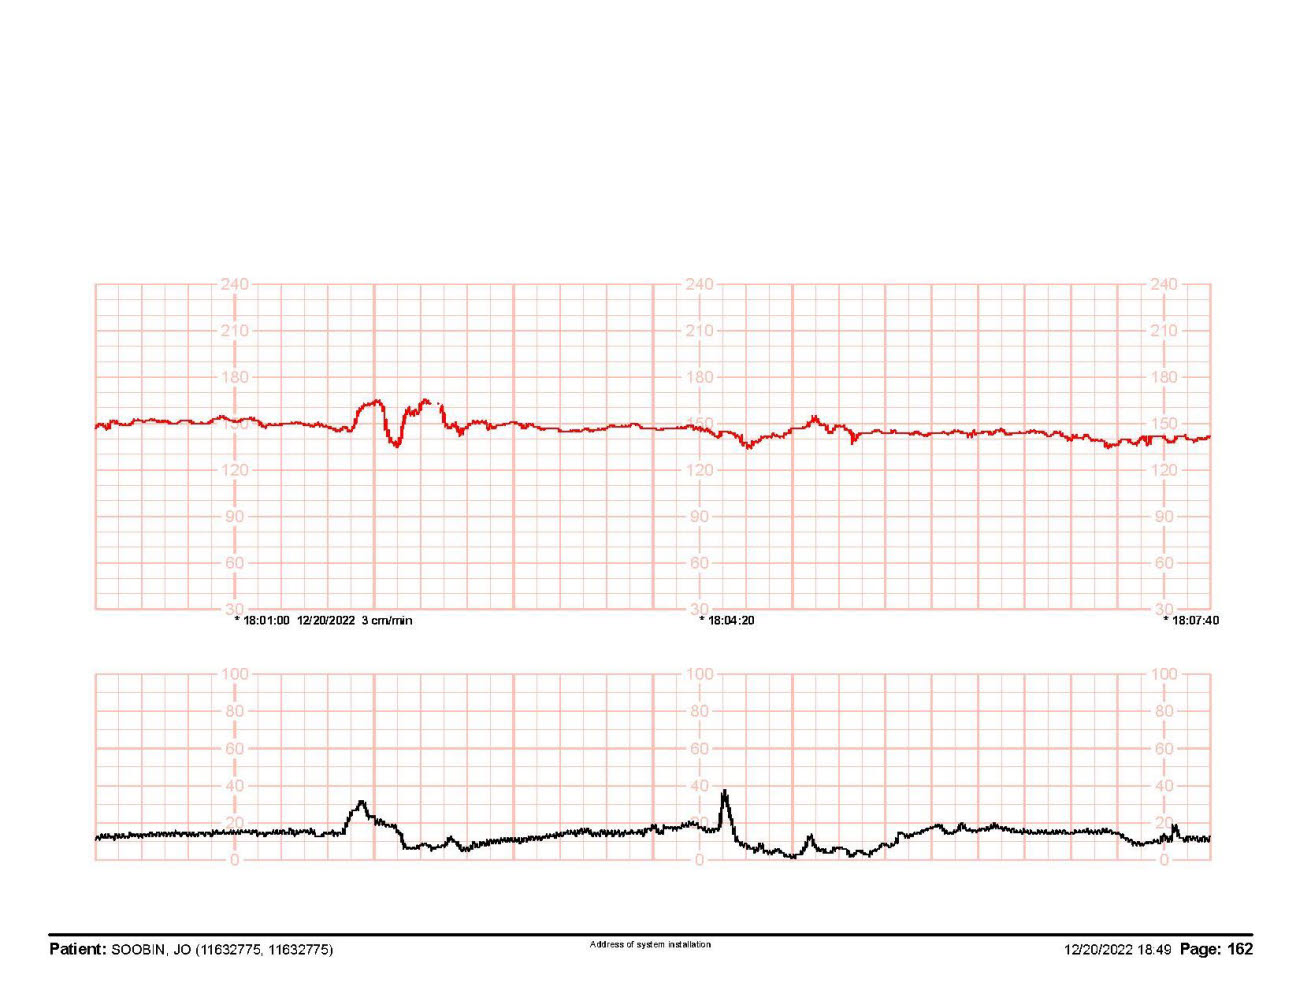 240 240 240
210 210 210
180 180 180
150 150 150
120 120 120
90 90 90
60 60 60
30 30 30
* 18:01:00 12/20/2022 3 cm/min * 18:04:20 * 18:07:40
100 100 100
80 80 80
60 60 60
40 40 40
20 20 20
0 0 0
Patient: SOOBIN, JO (11632775, 11632775) Address of system installation 12/20/2022 18:49 Page: 162